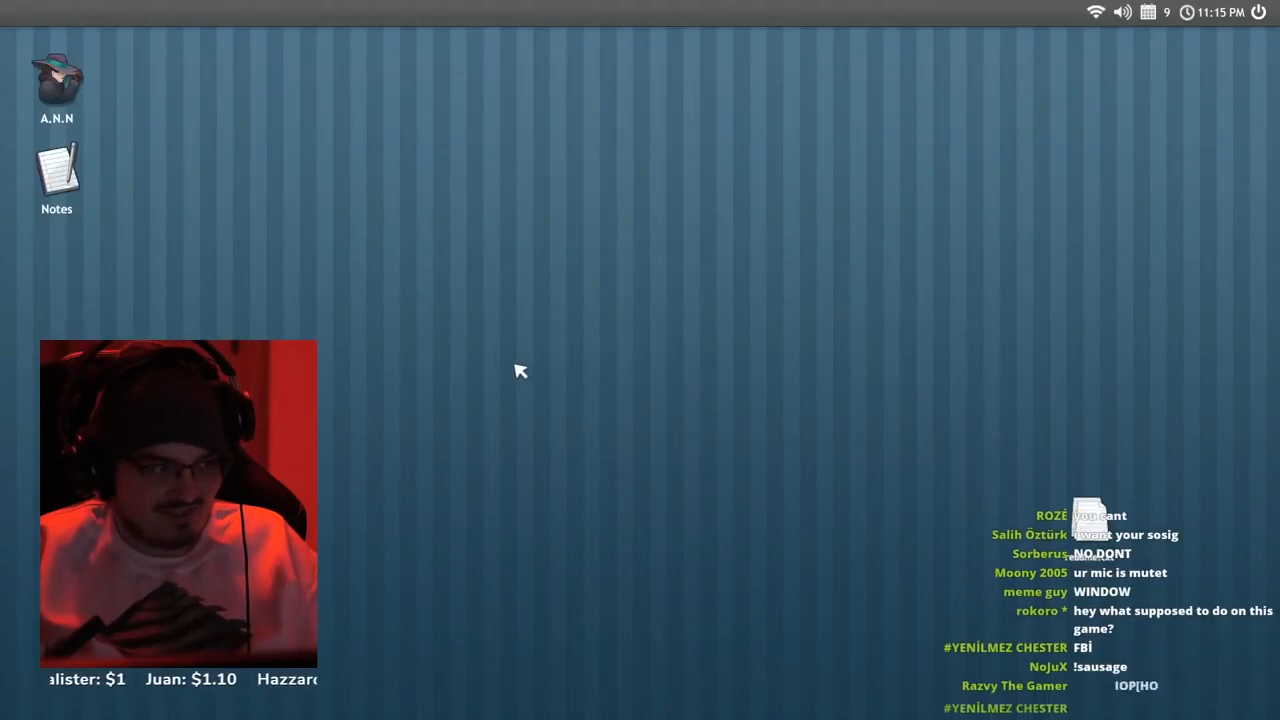 9 11:15 PM
A.N.N
Notes
ROZÉ you cant
Salih Öztürk i want your sosig
Sorberus NO DONT
readme.txt
Moony 2005 ur mic is mutet
meme guy WINDOW
rokoro * hey what supposed to do on this
game?
#YENİLMEZ CHESTER FBİ
NoJuX !sausage
Razvy The Gamer IOP[HO
#YENİLMEZ CHESTER
alister: $1 Juan: $1.10 Hazzard